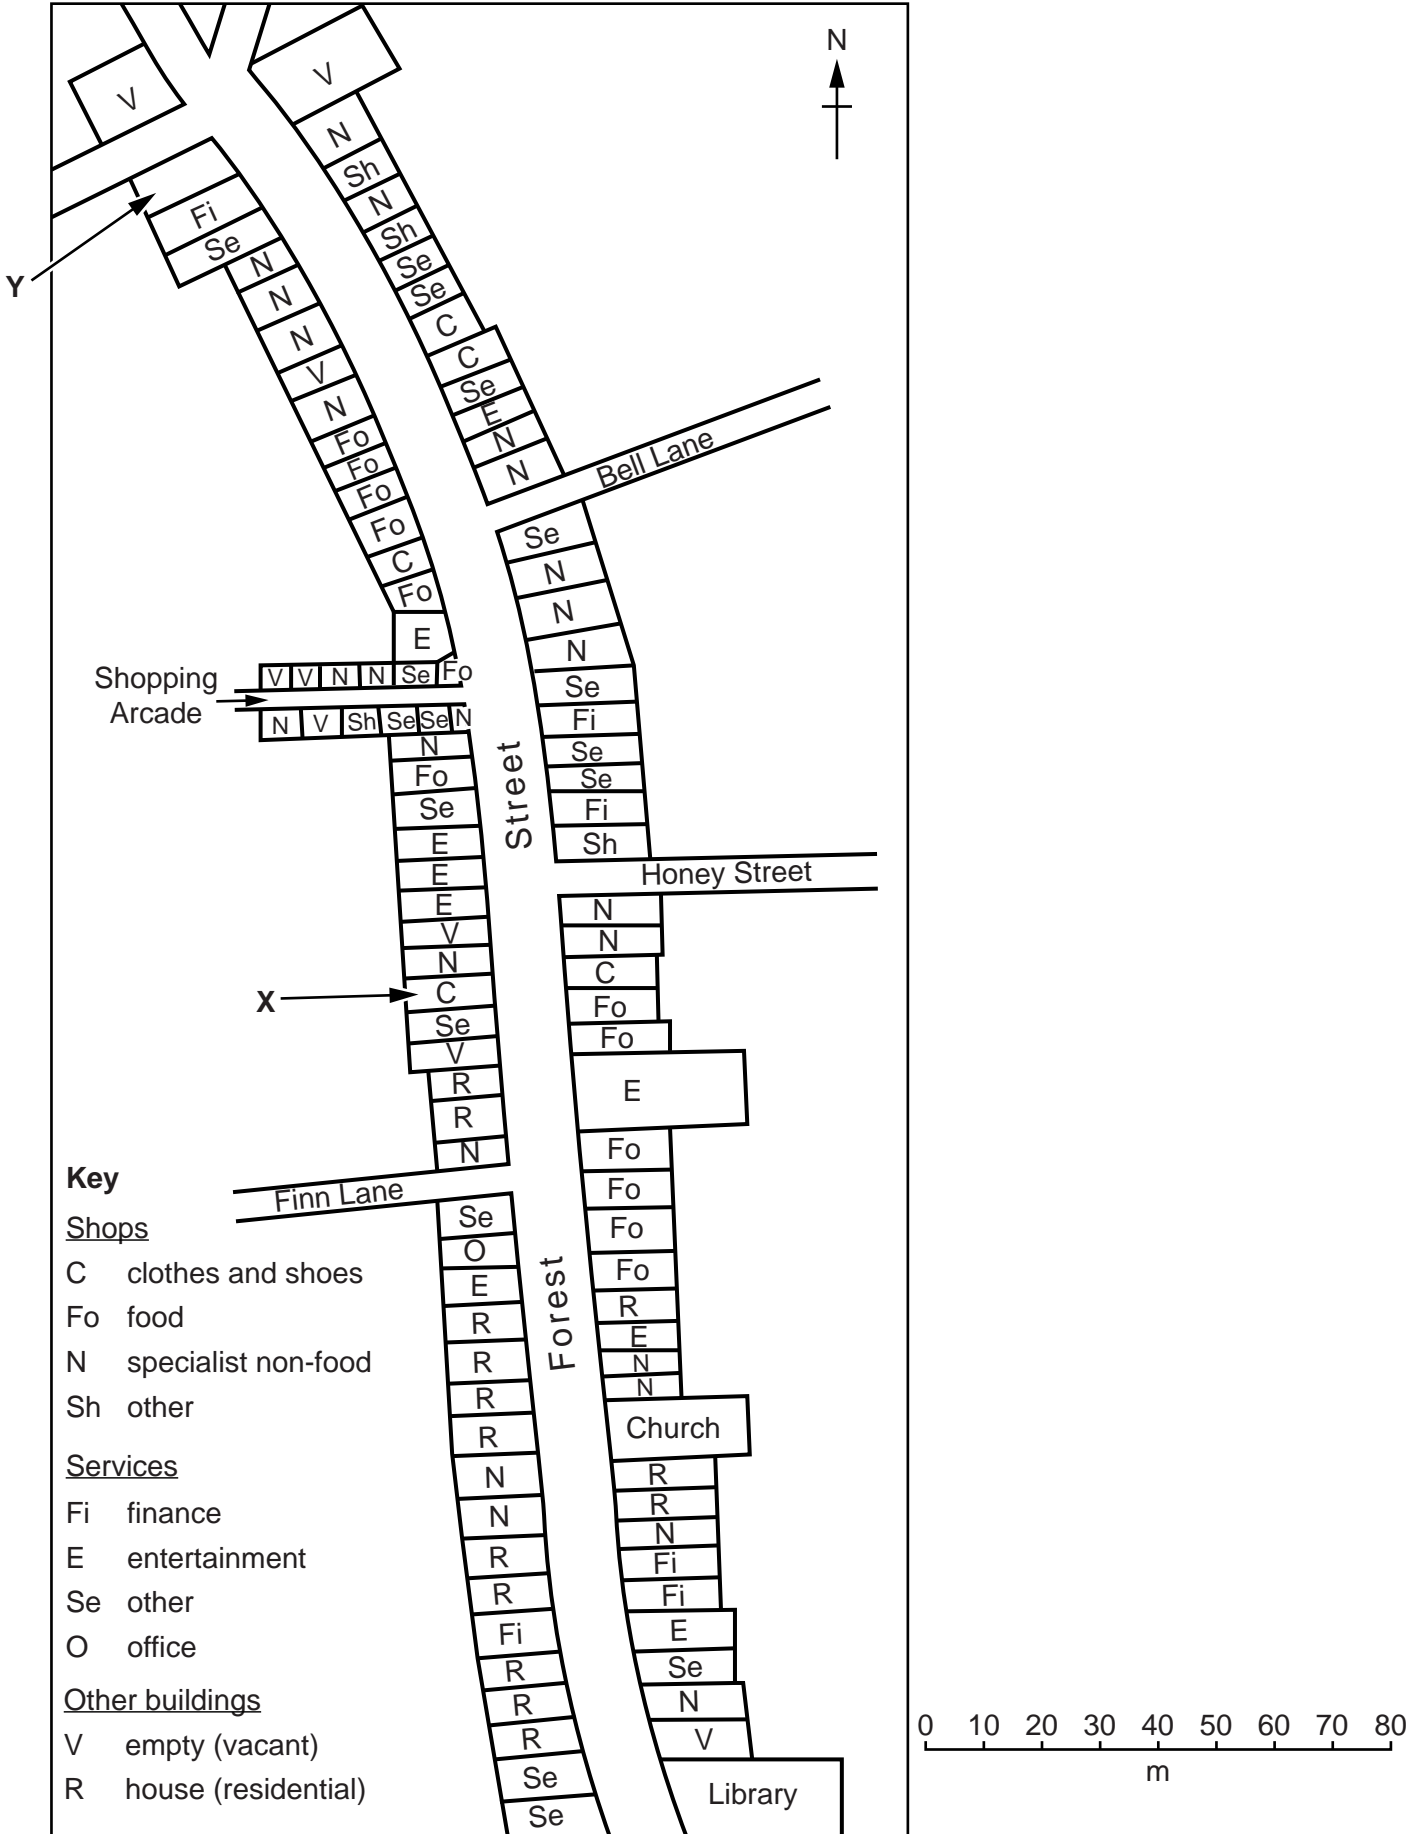 N
V
V
N
Sh
N
Sh
Se
Se
C
C
Se
E
N
N
Y
Fi
Se
N
N
N
V
N
Fo
Fo
Fo
Fo
C
Fo
E
Bell Lane
Se
N
N
N
Se
Fi
Se
Se
Fi
Sh
Shopping
Arcade
V V N N Se Fo
N V Sh Se Se N
N
Fo
Se
E
E
E
V
N
X
C
Se
V
R
R
N
Forest Street
Honey Street
N
N
C
Fo
Fo
E
Fo
Fo
Fo
Fo
R
E
N
N
Church
R
R
N
Fi
Fi
E
Se
N
V
Library
Finn Lane
Se
O
E
R
R
R
R
N
N
R
R
Fi
R
R
R
Se
Se
Key
Shops
C clothes and shoes
Fo food
N specialist non-food
Sh other
Services
Fi finance
E entertainment
Se other
O office
Other buildings
V empty (vacant)
R house (residential)
0 10 20 30 40 50 60 70 80
m